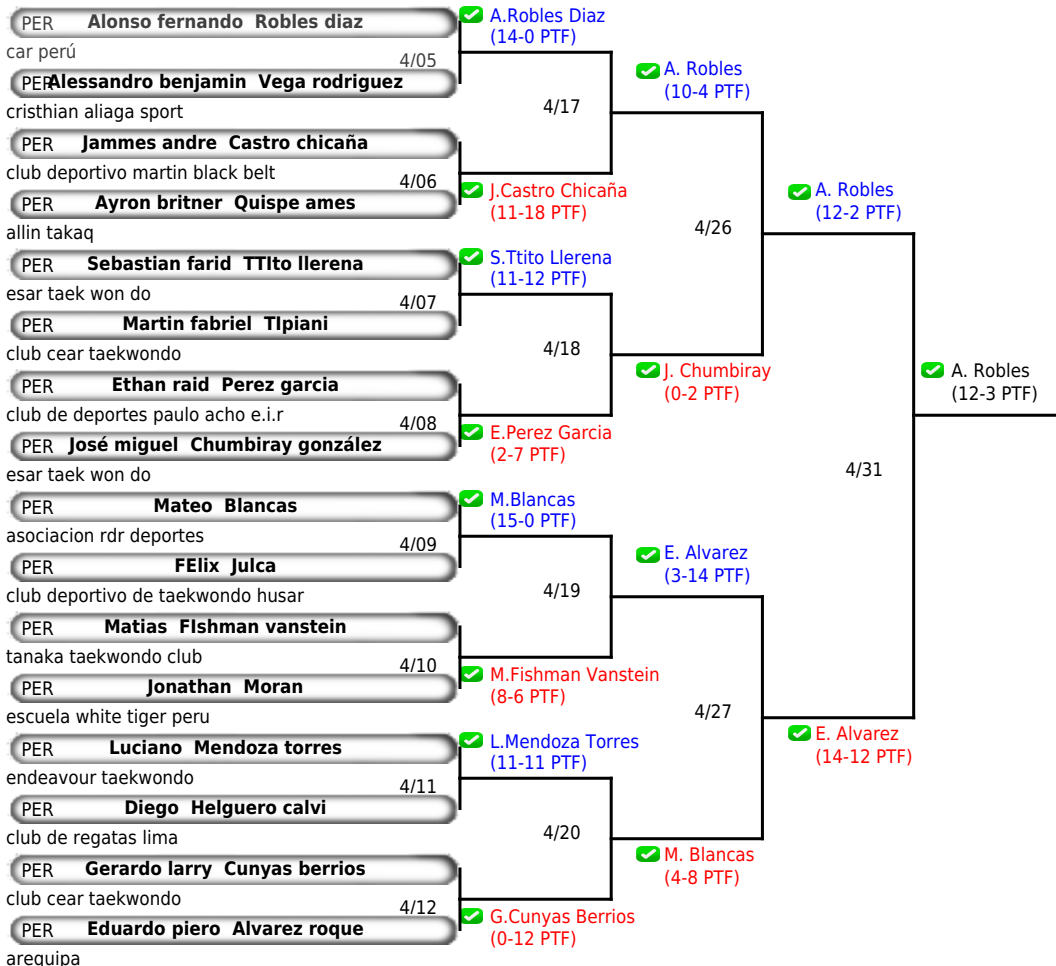 PER Alonso fernando Robles diaz
car perú
4/05
PER Alessandro benjamin Vega rodriguez
cristhian aliaga sport
PER Jammes andre Castro chicaña
club deportivo martin black belt
4/06
PER Ayron britner Quispe ames
allin takaq
PER Sebastian farid TTIto llerena
esar taek won do
4/07
PER Martin fabriel TIpiani
club cear taekwondo
PER Ethan raid Perez garcia
club de deportes paulo acho e.i.r
4/08
PER José miguel Chumbiray gonzález
esar taek won do
PER Mateo Blancas
asociacion rdr deportes
4/09
PER FElix Julca
club deportivo de taekwondo husar
PER Matias FIshman vanstein
tanaka taekwondo club
4/10
PER Jonathan Moran
escuela white tiger peru
PER Luciano Mendoza torres
endeavour taekwondo
4/11
PER Diego Helguero calvi
club de regatas lima
PER Gerardo larry Cunyas berrios
club cear taekwondo
4/12
PER Eduardo piero Alvarez roque
arequipa
A.Robles Diaz
(14-0 PTF)
4/17
J.Castro Chicaña
(11-18 PTF)
S.Ttito Llerena
(11-12 PTF)
4/18
E.Perez Garcia
(2-7 PTF)
M.Blancas
(15-0 PTF)
4/19
M.Fishman Vanstein
(8-6 PTF)
L.Mendoza Torres
(11-11 PTF)
4/20
G.Cunyas Berrios
(0-12 PTF)
A. Robles
(10-4 PTF)
4/26
J. Chumbiray
(0-2 PTF)
E. Alvarez
(3-14 PTF)
4/27
M. Blancas
(4-8 PTF)
A. Robles
(12-2 PTF)
4/31
E. Alvarez
(14-12 PTF)
A. Robles
(12-3 PTF)